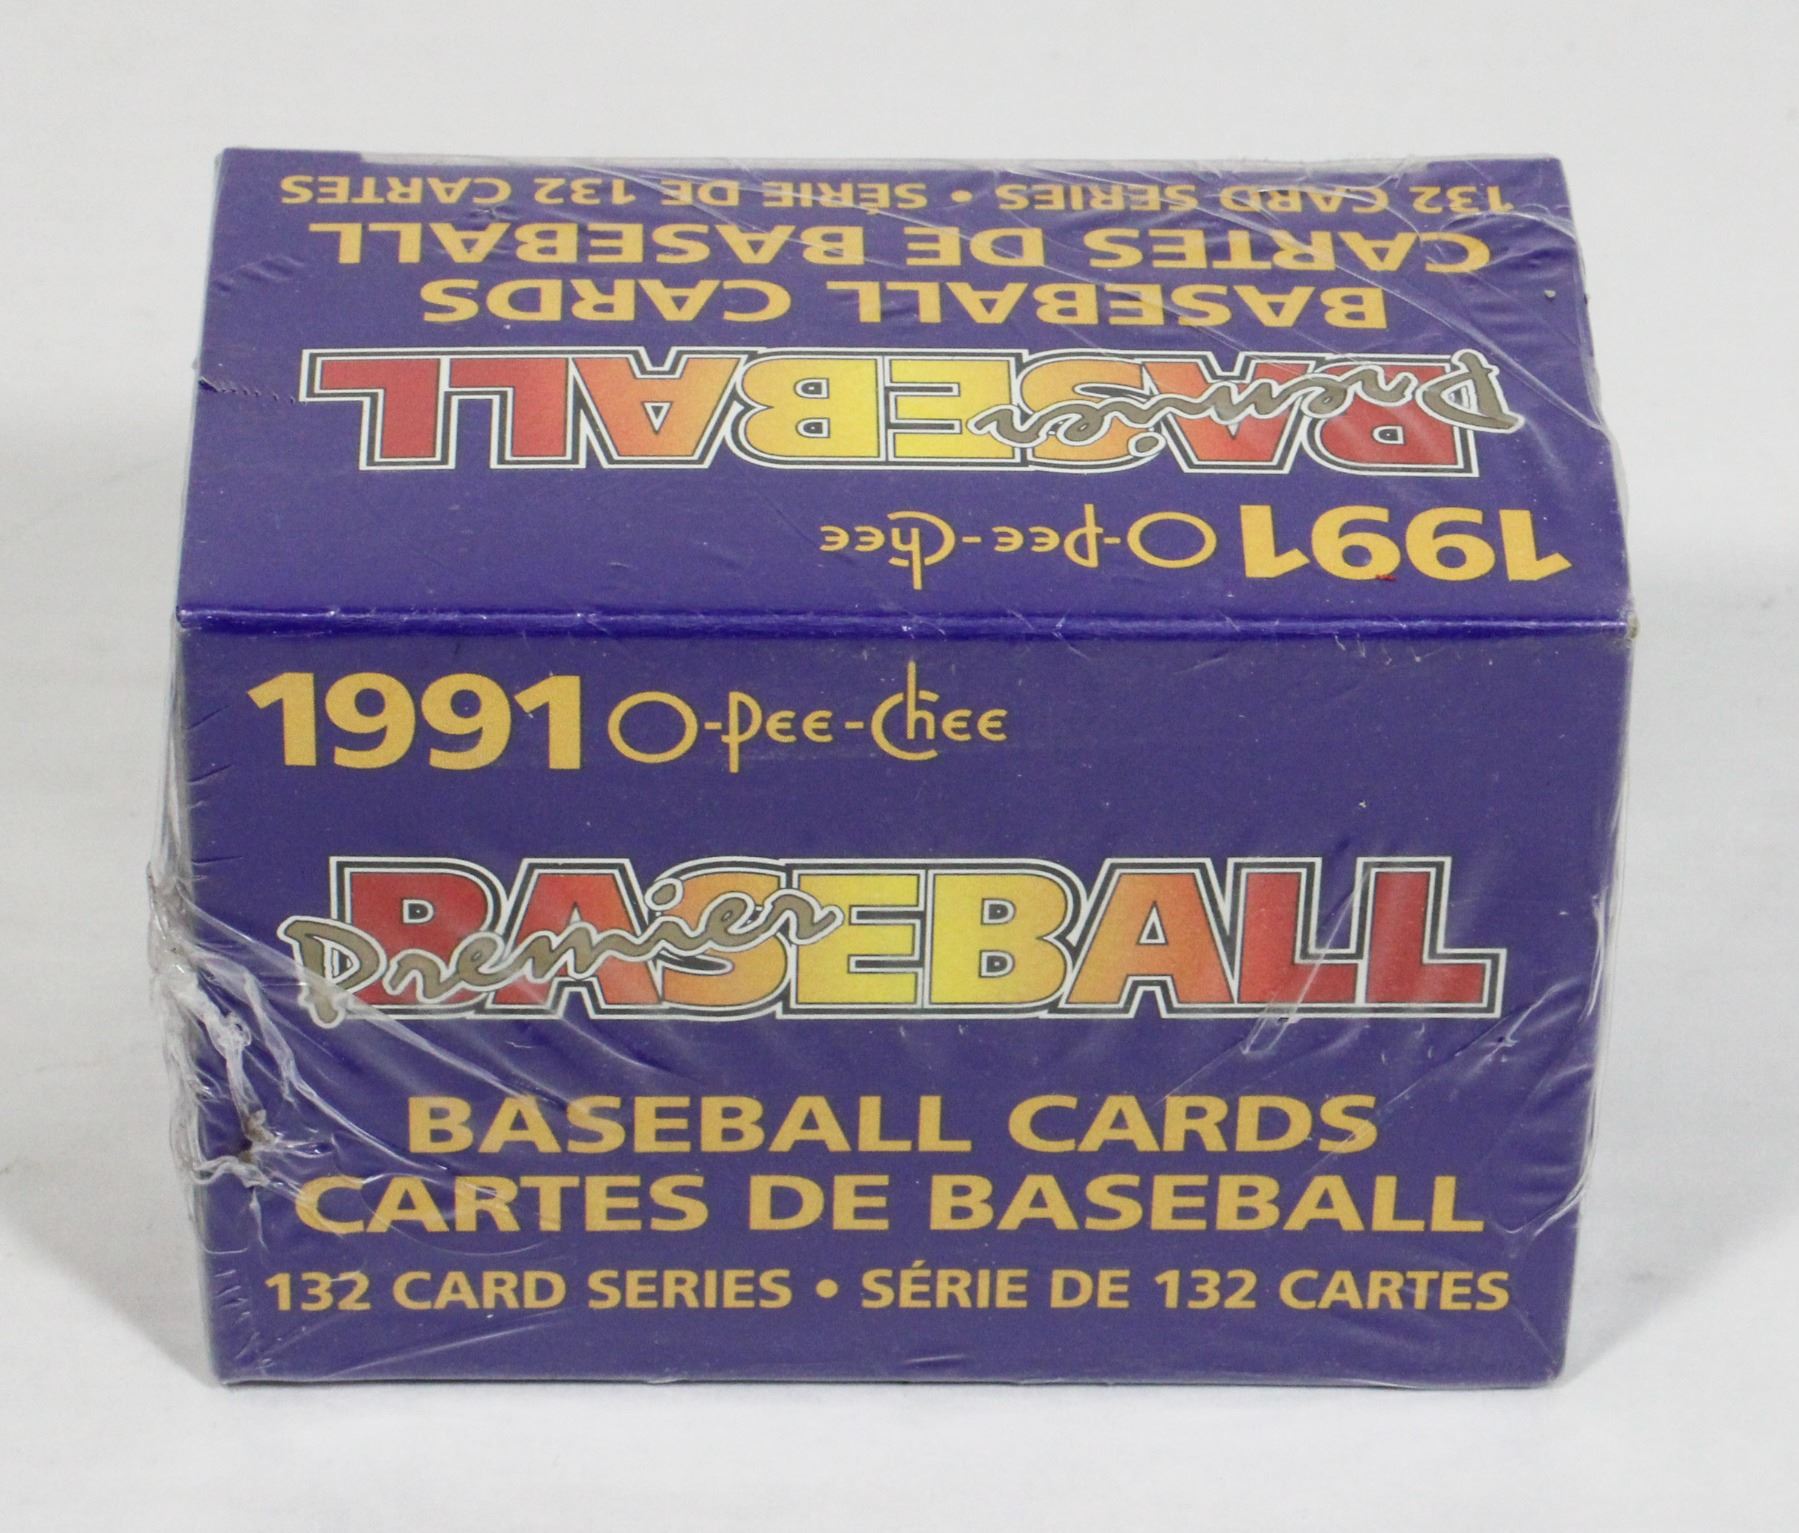 132 CARD SERIES • SÉRIE DE 132 CARTES
CARTES DE BASEBALL
BASEBALL CARDS
Premier BASEBALL
1991 O-Pee-Chee
1991 O-Pee-Chee
Premier BASEBALL
BASEBALL CARDS
CARTES DE BASEBALL
132 CARD SERIES • SÉRIE DE 132 CARTES